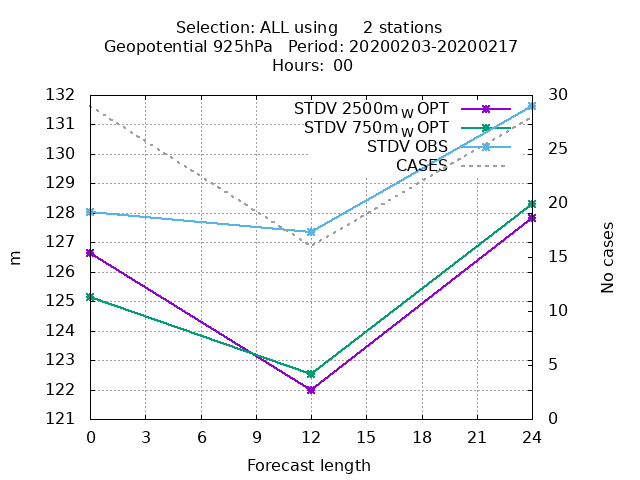 Selection: ALL using     2 stations
Geopotential 925hPa   Period: 20200203-20200217
Hours:  00
132
131
130
129
128
127
126
125
124
123
122
121
30
25
20
15
10
5
0
STDV 2500m W OPT
STDV 750m W OPT
STDV OBS
CASES
m
No cases
0 3 6 9 12 15 18 21 24
Forecast length